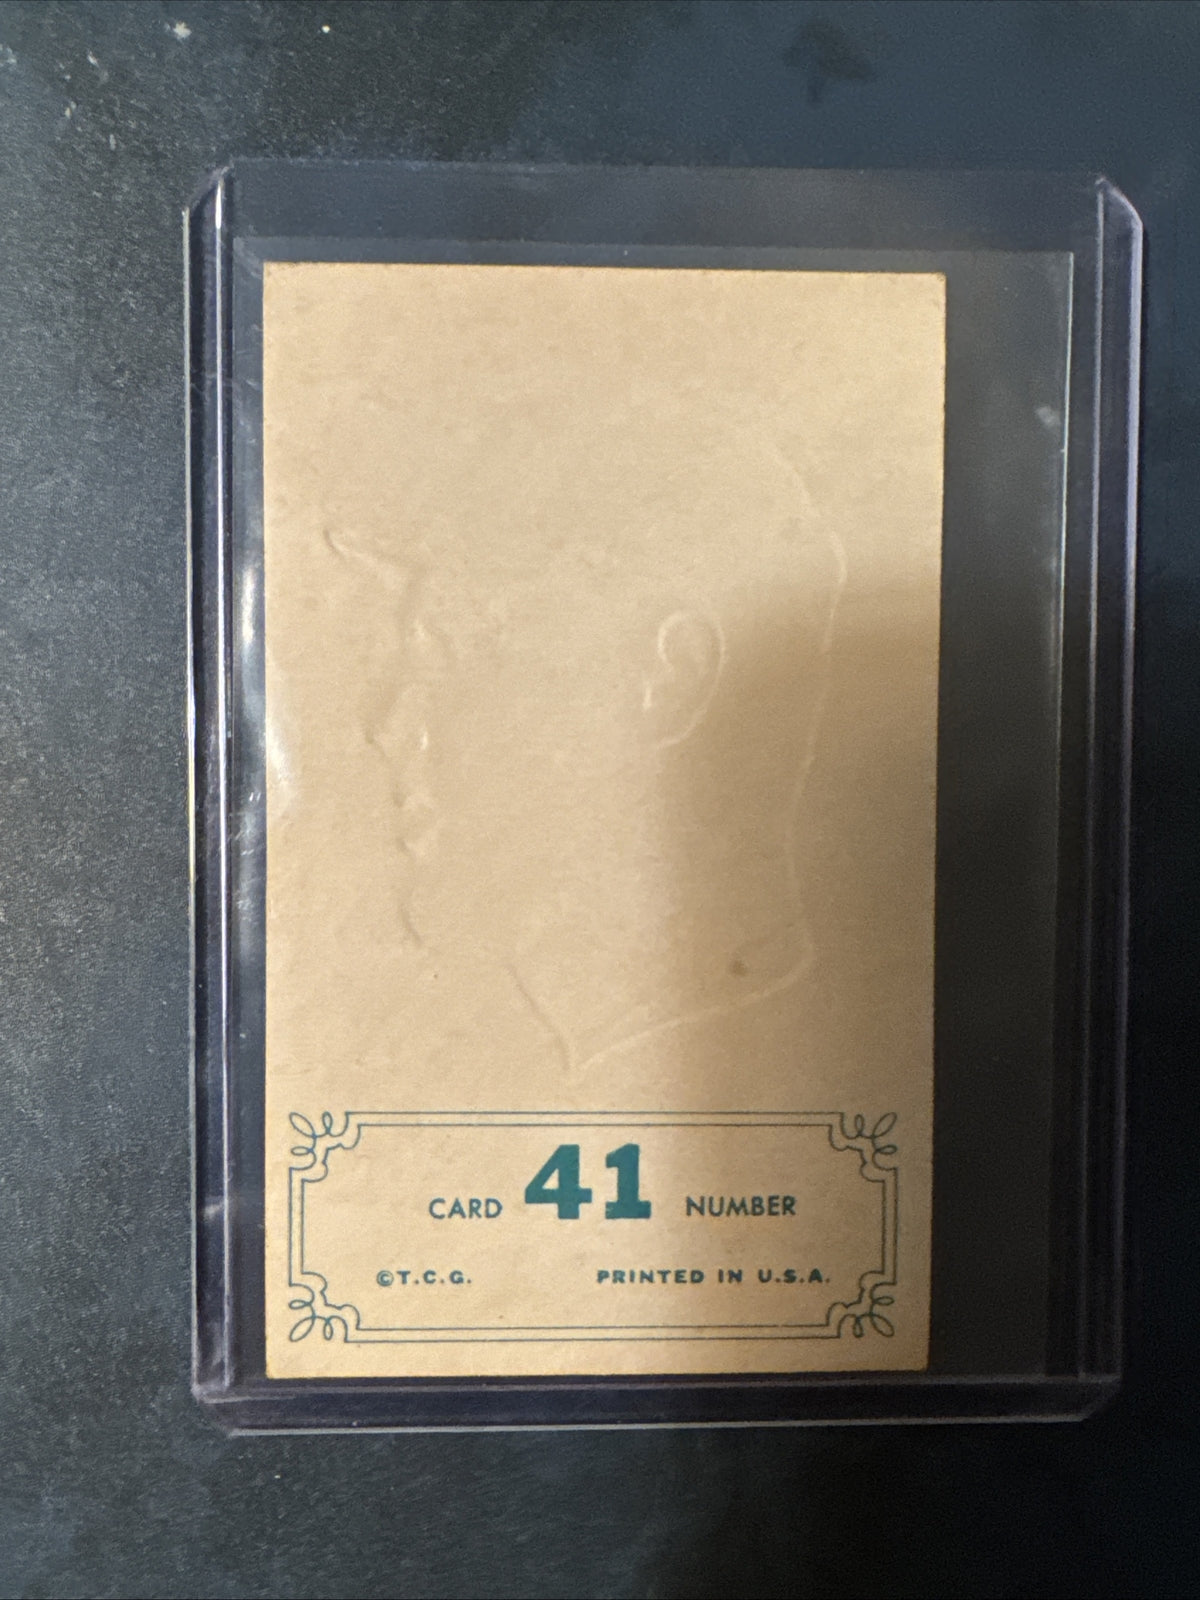 CARD 41 NUMBER
©T.C.G. PRINTED IN U.S.A.